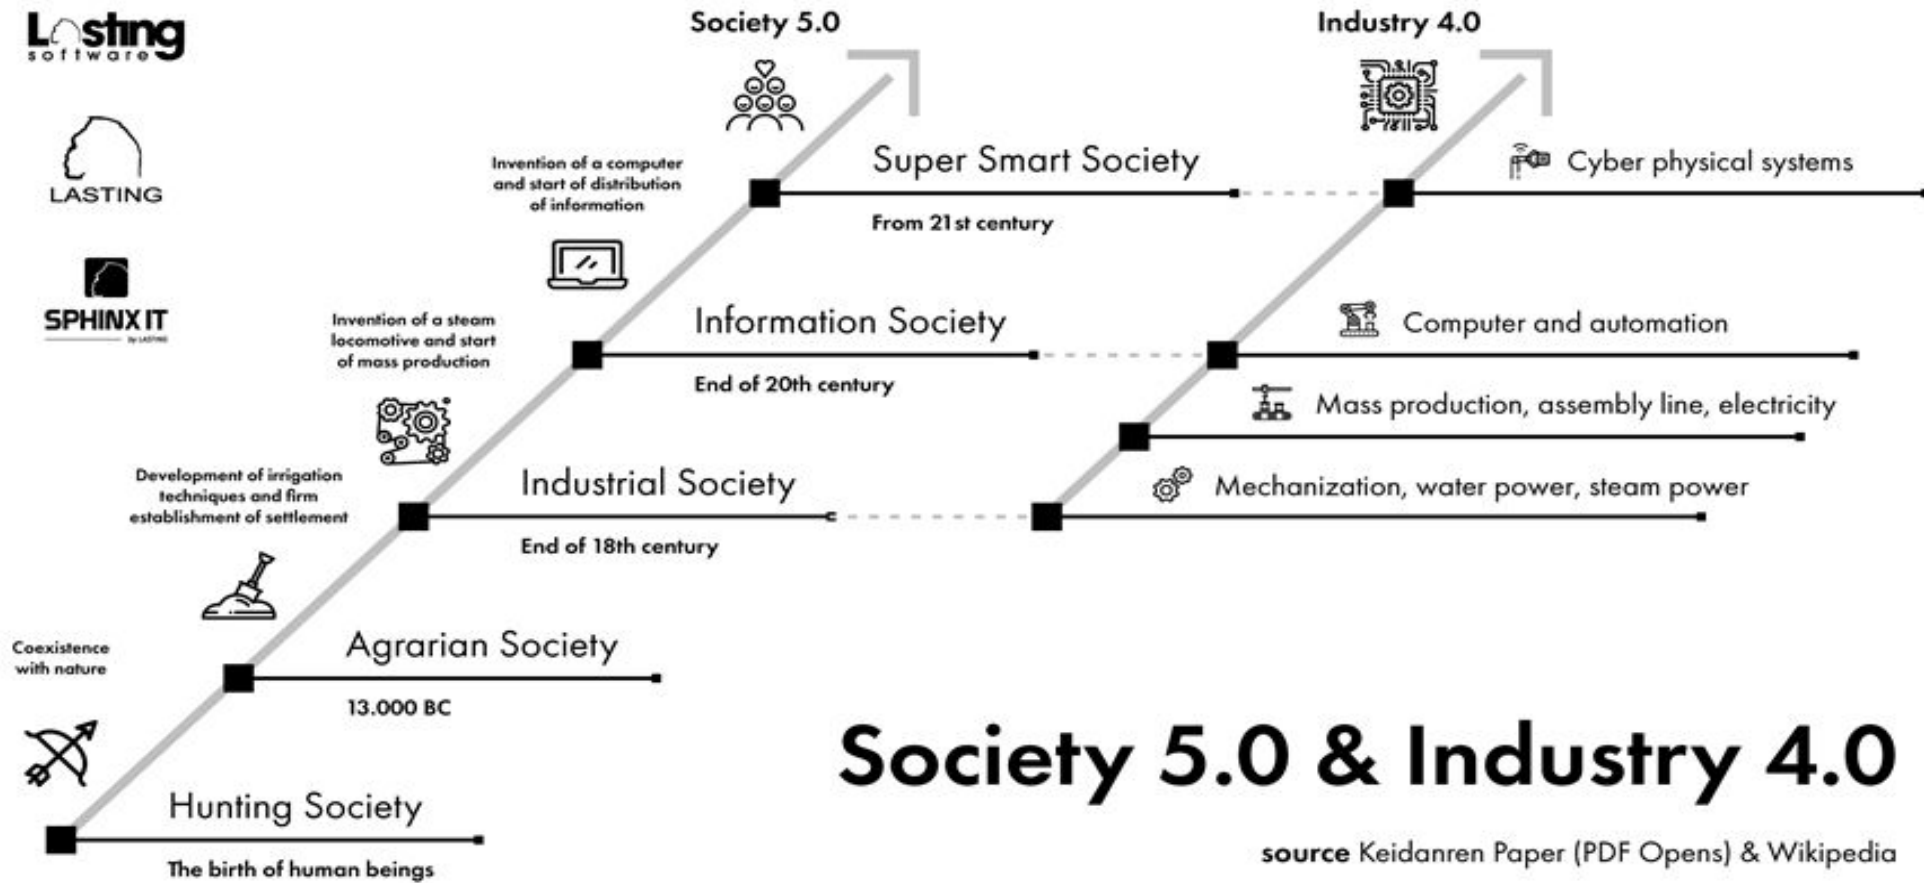 Lasting
software
LASTING
SPHINX IT
by LASTING
Society 5.0
Industry 4.0
Invention of a computer
and start of distribution
of information
Super Smart Society
From 21st century
Cyber physical systems
Invention of a steam
locomotive and start
of mass production
Information Society
End of 20th century
Computer and automation
Mass production, assembly line, electricity
Development of irrigation
techniques and firm
establishment of settlement
Industrial Society
End of 18th century
Mechanization, water power, steam power
Coexistence
with nature
Agrarian Society
13.000 BC
Hunting Society
The birth of human beings
Society 5.0 & Industry 4.0
source Keidanren Paper (PDF Opens) & Wikipedia